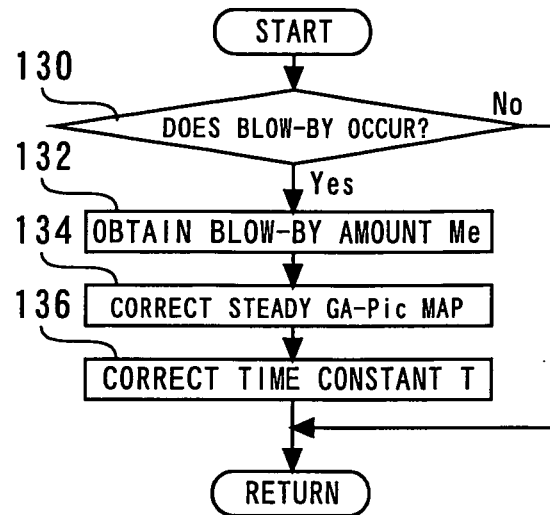 START
130
DOES BLOW-BY OCCUR?
No
Yes
132
OBTAIN BLOW-BY AMOUNT Me
134
CORRECT STEADY GA-Pic MAP
136
CORRECT TIME CONSTANT T
RETURN